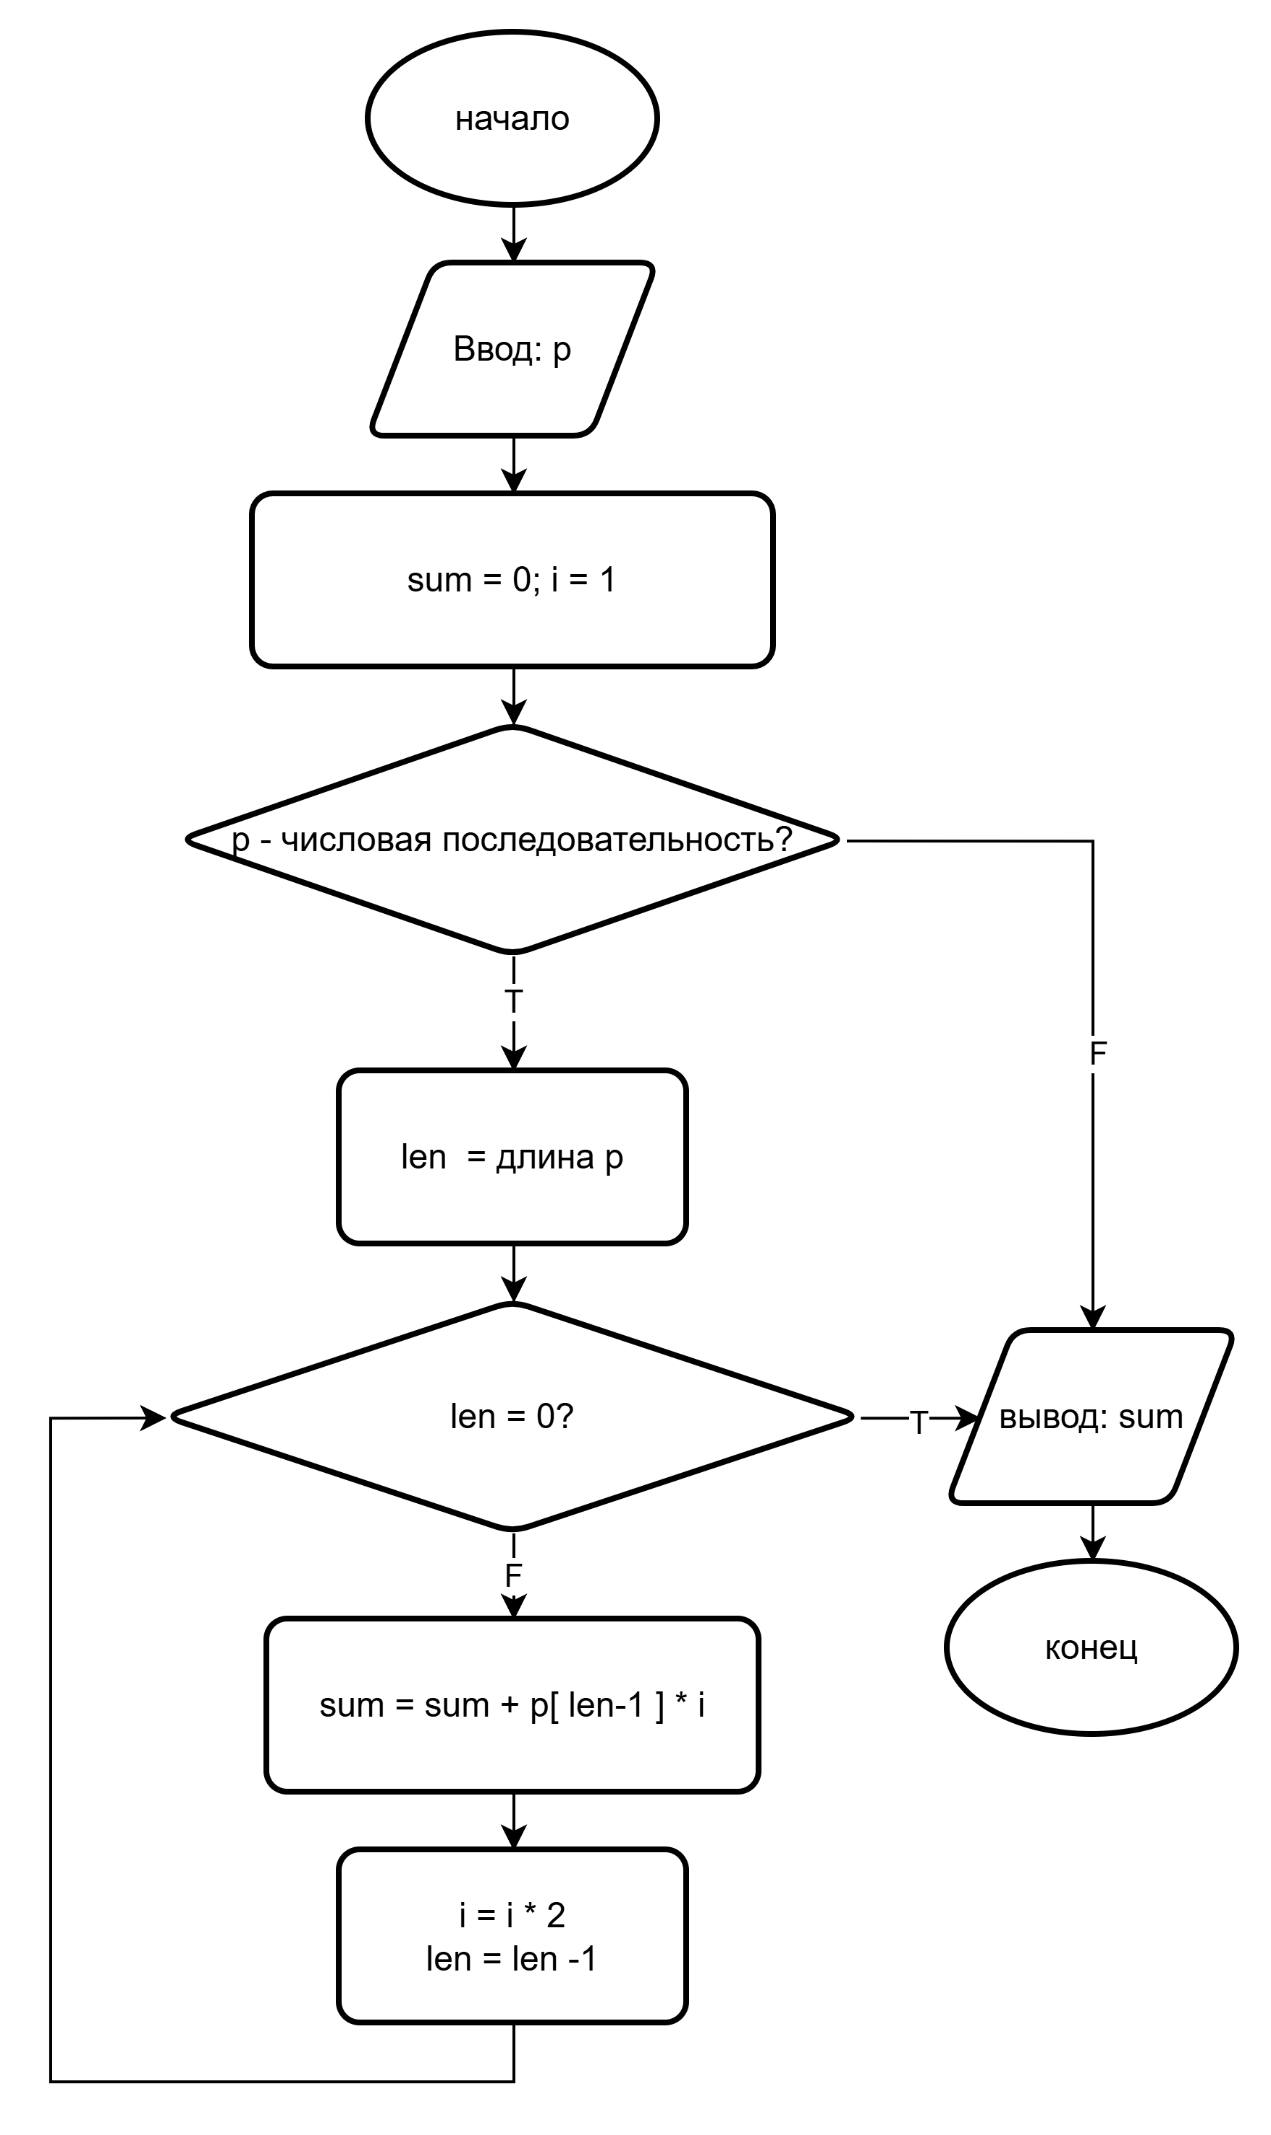 начало
Ввод: p
sum = 0; i = 1
p - числовая последовательность?
T
F
len  = длина p
len = 0?
T
вывод: sum
F
конец
sum = sum + p[ len-1 ] * i
i = i * 2
len = len -1